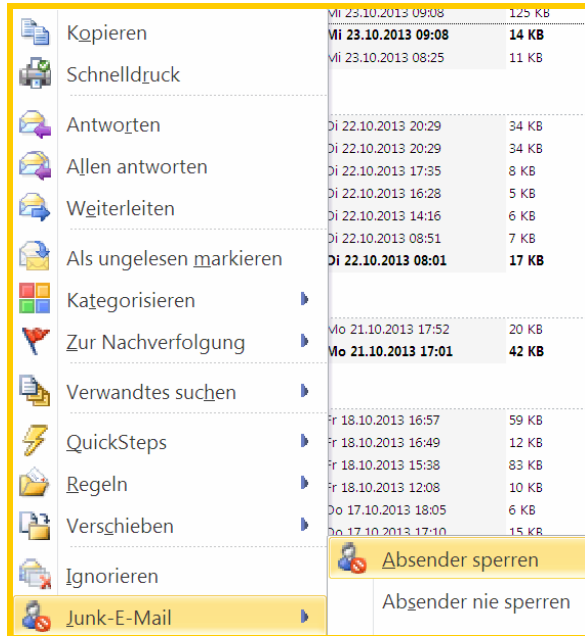 Mi 23.10.2013 09:08 125 KB
Kopieren
Mi 23.10.2013 09:08 14 KB
Mi 23.10.2013 08:25 11 KB
Schnelldruck
Antworten
Di 22.10.2013 20:29 34 KB
Di 22.10.2013 20:29 34 KB
Allen antworten
Di 22.10.2013 17:35 8 KB
Di 22.10.2013 16:28 5 KB
Weiterleiten
Di 22.10.2013 14:16 6 KB
Di 22.10.2013 08:51 7 KB
Als ungelesen markieren
Di 22.10.2013 08:01 17 KB
Kategorisieren
Mo 21.10.2013 17:52 20 KB
Zur Nachverfolgung
Mo 21.10.2013 17:01 42 KB
Verwandtes suchen
Fr 18.10.2013 16:57 59 KB
QuickSteps
Fr 18.10.2013 16:49 12 KB
Fr 18.10.2013 15:38 83 KB
Regeln
Fr 18.10.2013 12:08 10 KB
Do 17.10.2013 18:05 6 KB
Verschieben
Do 17.10.2013 17:10 15 KB
Absender sperren
Ignorieren
Absender nie sperren
Junk-E-Mail